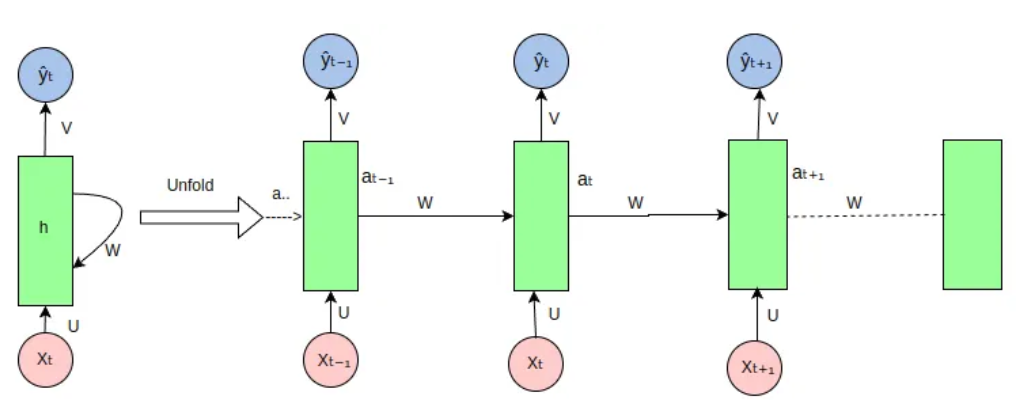 ŷt
ŷt−1
ŷt
ŷt+1
V
V
V
V
h
W
Unfold
a..
at−1
W
at
W
at+1
W
U
U
U
U
Xt
Xt−1
Xt
Xt+1